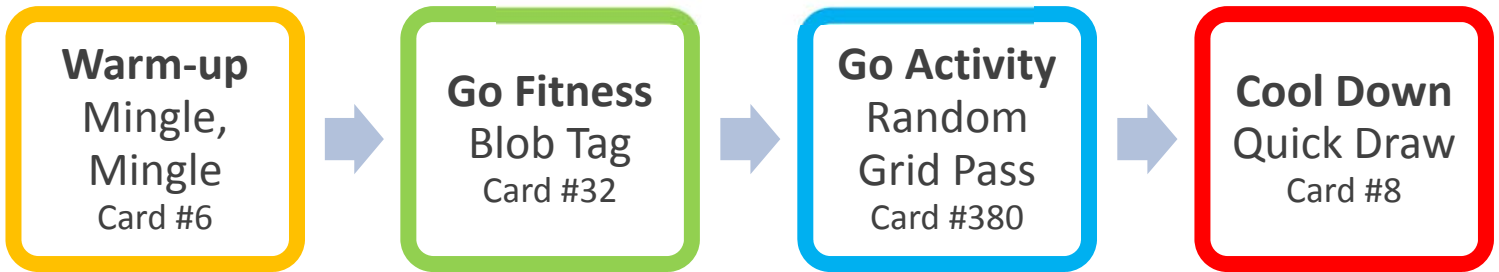 Warm-up
Mingle,
Mingle
Card #6
Go Fitness
Blob Tag
Card #32
Go Activity
Random
Grid Pass
Card #380
Cool Down
Quick Draw
Card #8